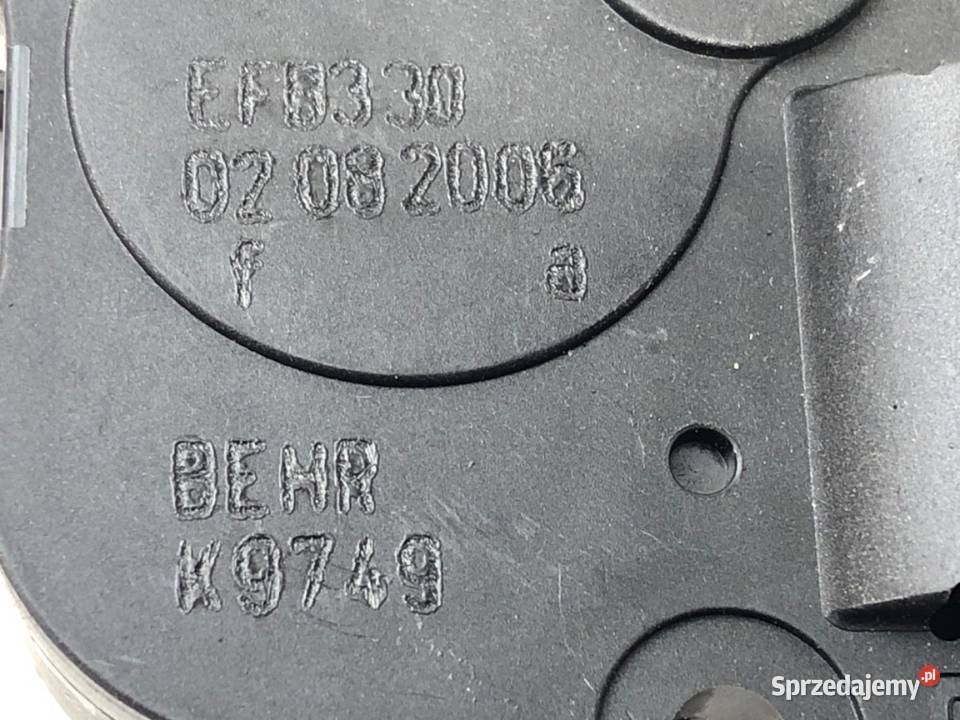 EFB330
02 08 2006
f a
BEHR
K9749
Sprzedajemy.pl